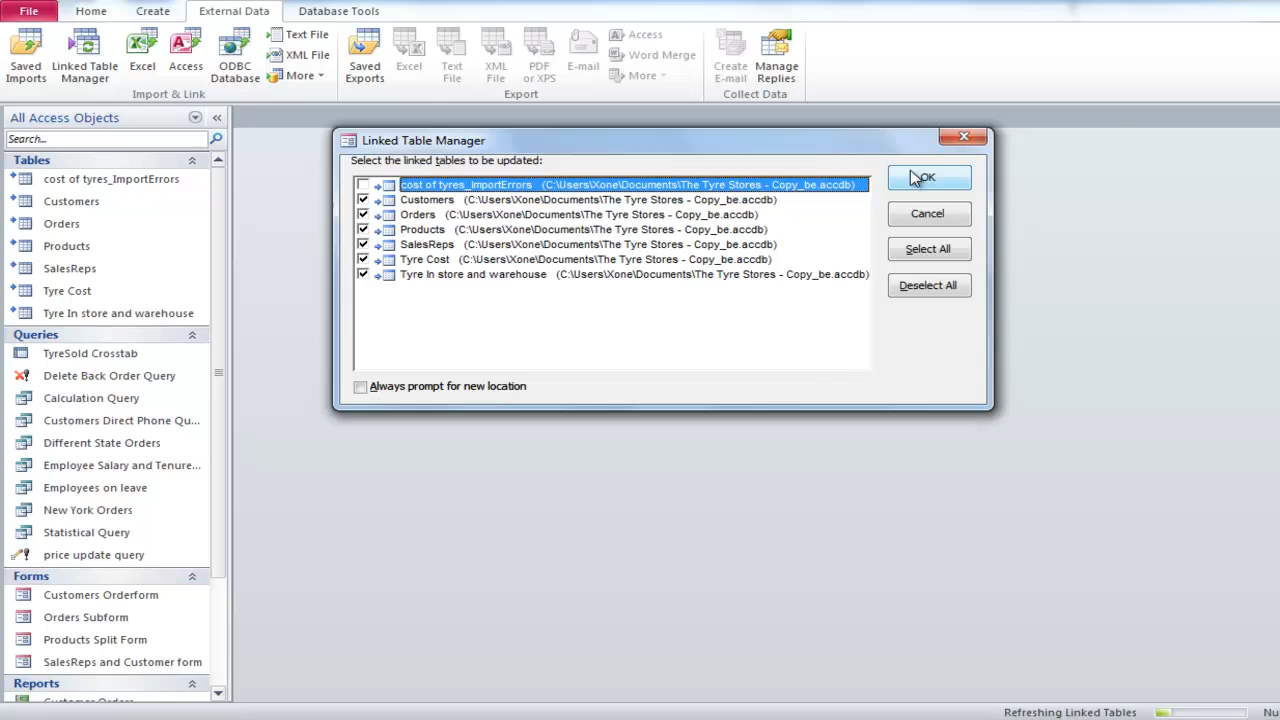 File Home Create External Data Database Tools
Saved Imports
Linked Table Manager
Excel
Access
ODBC Database
Text File
XML File
More
Saved Exports
Excel
Text File
XML File
PDF or XPS
E-mail
Access
Word Merge
More
Create E-mail
Manage Replies
Import & Link
Export
Collect Data
All Access Objects
Search...
Tables
cost of tyres_ImportErrors
Customers
Orders
Products
SalesReps
Tyre Cost
Tyre In store and warehouse
Queries
TyreSold Crosstab
Delete Back Order Query
Calculation Query
Customers Direct Phone Qu...
Different State Orders
Employee Salary and Tenure...
Employees on leave
New York Orders
Statistical Query
price update query
Forms
Customers Orderform
Orders Subform
Products Split Form
SalesReps and Customer form
Reports
Customer Orders
Linked Table Manager
Select the linked tables to be updated:
cost of tyres_ImportErrors (C:\Users\Xone\Documents\The Tyre Stores - Copy_be.accdb)
Customers (C:\Users\Xone\Documents\The Tyre Stores - Copy_be.accdb)
Orders (C:\Users\Xone\Documents\The Tyre Stores - Copy_be.accdb)
Products (C:\Users\Xone\Documents\The Tyre Stores - Copy_be.accdb)
SalesReps (C:\Users\Xone\Documents\The Tyre Stores - Copy_be.accdb)
Tyre Cost (C:\Users\Xone\Documents\The Tyre Stores - Copy_be.accdb)
Tyre In store and warehouse (C:\Users\Xone\Documents\The Tyre Stores - Copy_be.accdb)
Always prompt for new location
OK
Cancel
Select All
Deselect All
Refreshing Linked Tables
Nu